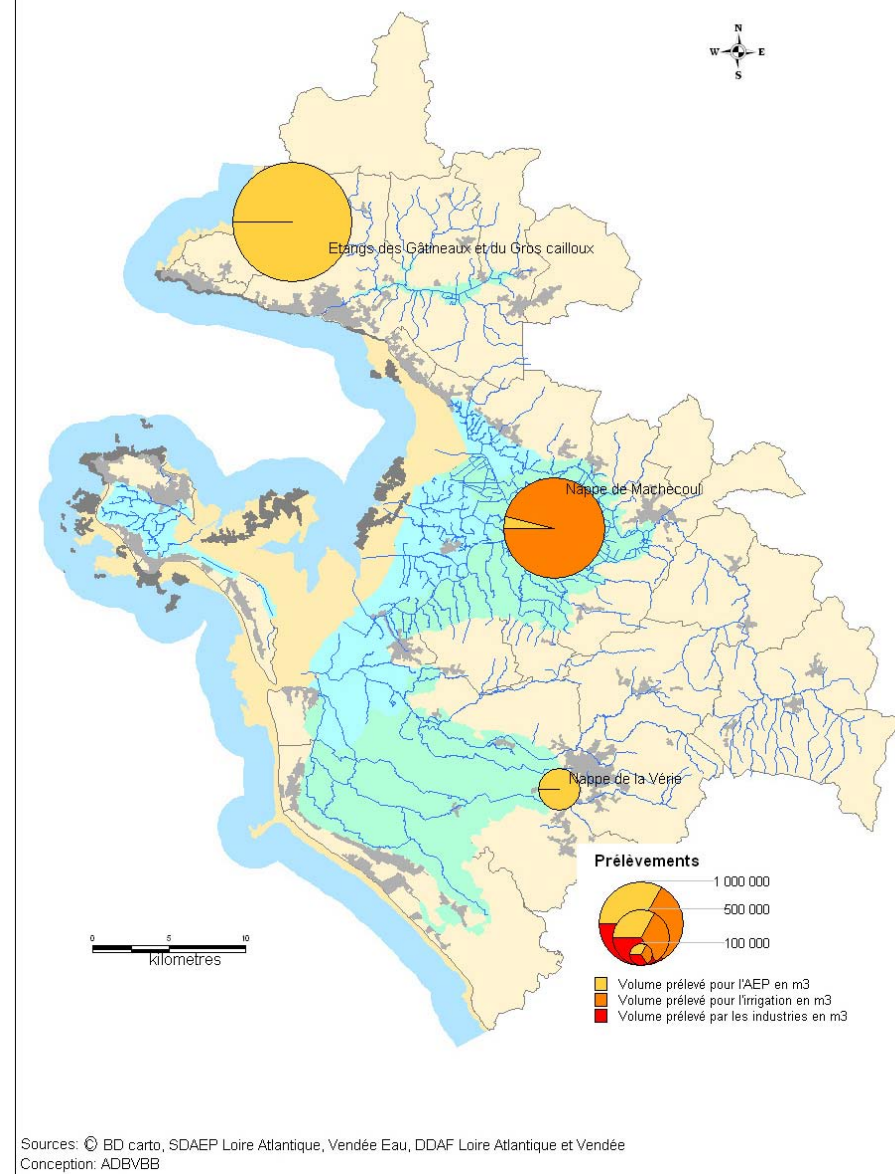 N
W E
S
Etangs des Gâtineaux et du Gros cailloux
Nappe de Machecoul
Nappe de la Vérie
Prélèvements
1 000 000
500 000
100 000
0 5 10
kilomètres
Volume prélevé pour l'AEP en m3
Volume prélevé pour l'irrigation en m3
Volume prélevé par les industries en m3
Sources: © BD carto, SDAEP Loire Atlantique, Vendée Eau, DDAF Loire Atlantique et Vendée
Conception: ADBVBB